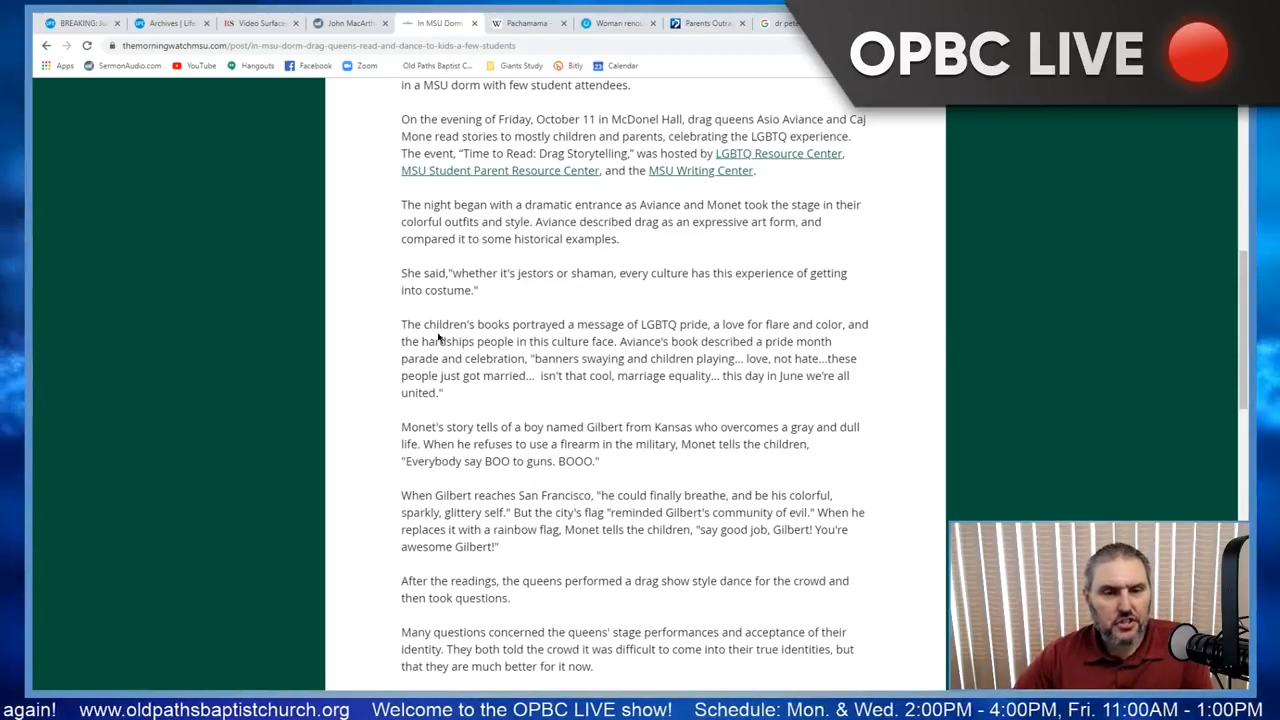 BREAKING: Ju
Archives | Life
Video Surface
John MacArth
In MSU Dorm
Pachamama -
Woman renou
Parents Outra
dr pete
OPBC LIVE
themorningwatchmsu.com/post/in-msu-dorm-drag-queens-read-and-dance-to-kids-a-few-students
Apps SermonAudio.com YouTube Hangouts Facebook Zoom Old Paths Baptist C... Giants Study Bitly Calendar
in a MSU dorm with few student attendees.
On the evening of Friday, October 11 in McDonel Hall, drag queens Asio Aviance and Caj
Mone read stories to mostly children and parents, celebrating the LGBTQ experience.
The event, “Time to Read: Drag Storytelling,” was hosted by LGBTQ Resource Center,
MSU Student Parent Resource Center, and the MSU Writing Center.
The night began with a dramatic entrance as Aviance and Monet took the stage in their
colorful outfits and style. Aviance described drag as an expressive art form, and
compared it to some historical examples.
She said,"whether it's jestors or shaman, every culture has this experience of getting
into costume."
The children's books portrayed a message of LGBTQ pride, a love for flare and color, and
the hardships people in this culture face. Aviance's book described a pride month
parade and celebration, "banners swaying and children playing... love, not hate...these
people just got married... isn't that cool, marriage equality... this day in June we're all
united."
Monet's story tells of a boy named Gilbert from Kansas who overcomes a gray and dull
life. When he refuses to use a firearm in the military, Monet tells the children,
"Everybody say BOO to guns. BOOO."
When Gilbert reaches San Francisco, "he could finally breathe, and be his colorful,
sparkly, glittery self." But the city's flag "reminded Gilbert's community of evil." When he
replaces it with a rainbow flag, Monet tells the children, "say good job, Gilbert! You're
awesome Gilbert!"
After the readings, the queens performed a drag show style dance for the crowd and
then took questions.
Many questions concerned the queens' stage performances and acceptance of their
identity. They both told the crowd it was difficult to come into their true identities, but
that they are much better for it now.
again! www.oldpathsbaptistchurch.org Welcome to the OPBC LIVE show! Schedule: Mon. & Wed. 2:00PM - 4:00PM, Fri. 11:00AM - 1:00PM